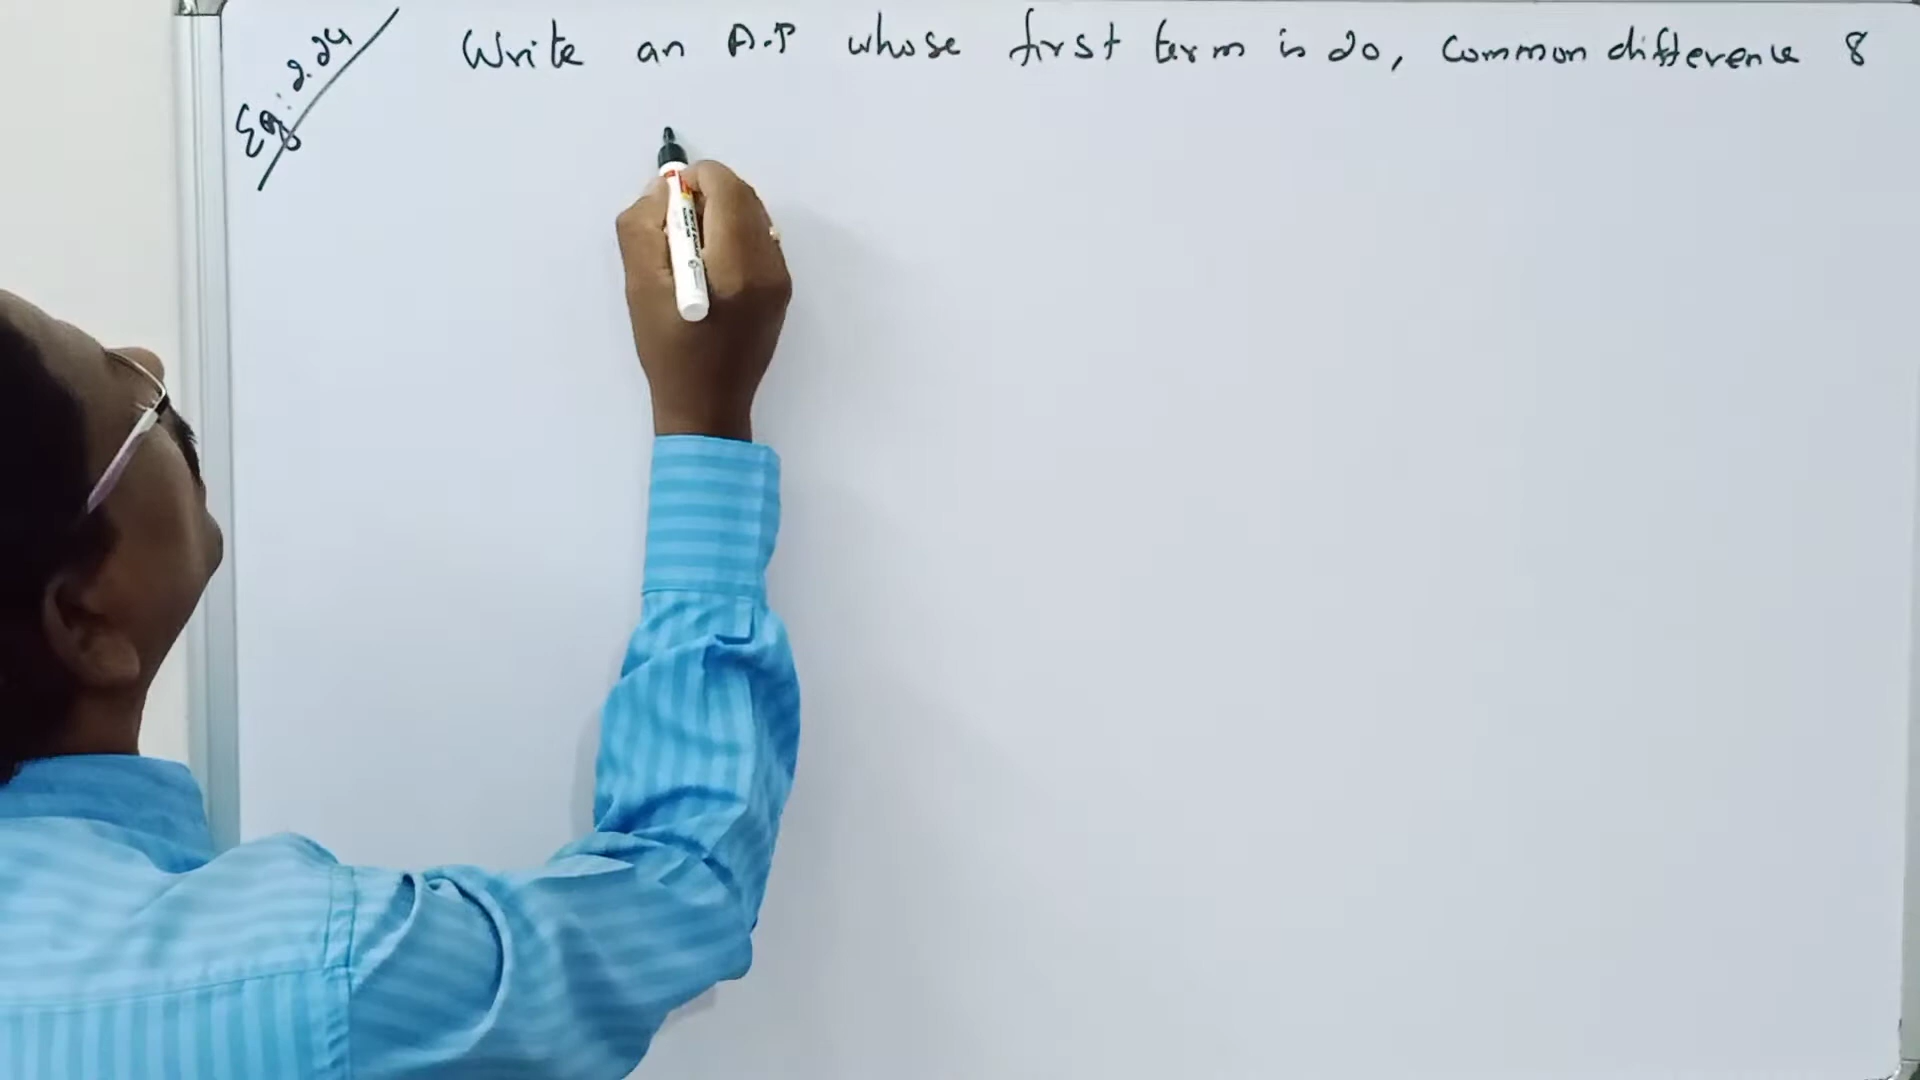 Eg: 2.24
Write an A.P whose first term is 20, common difference 8